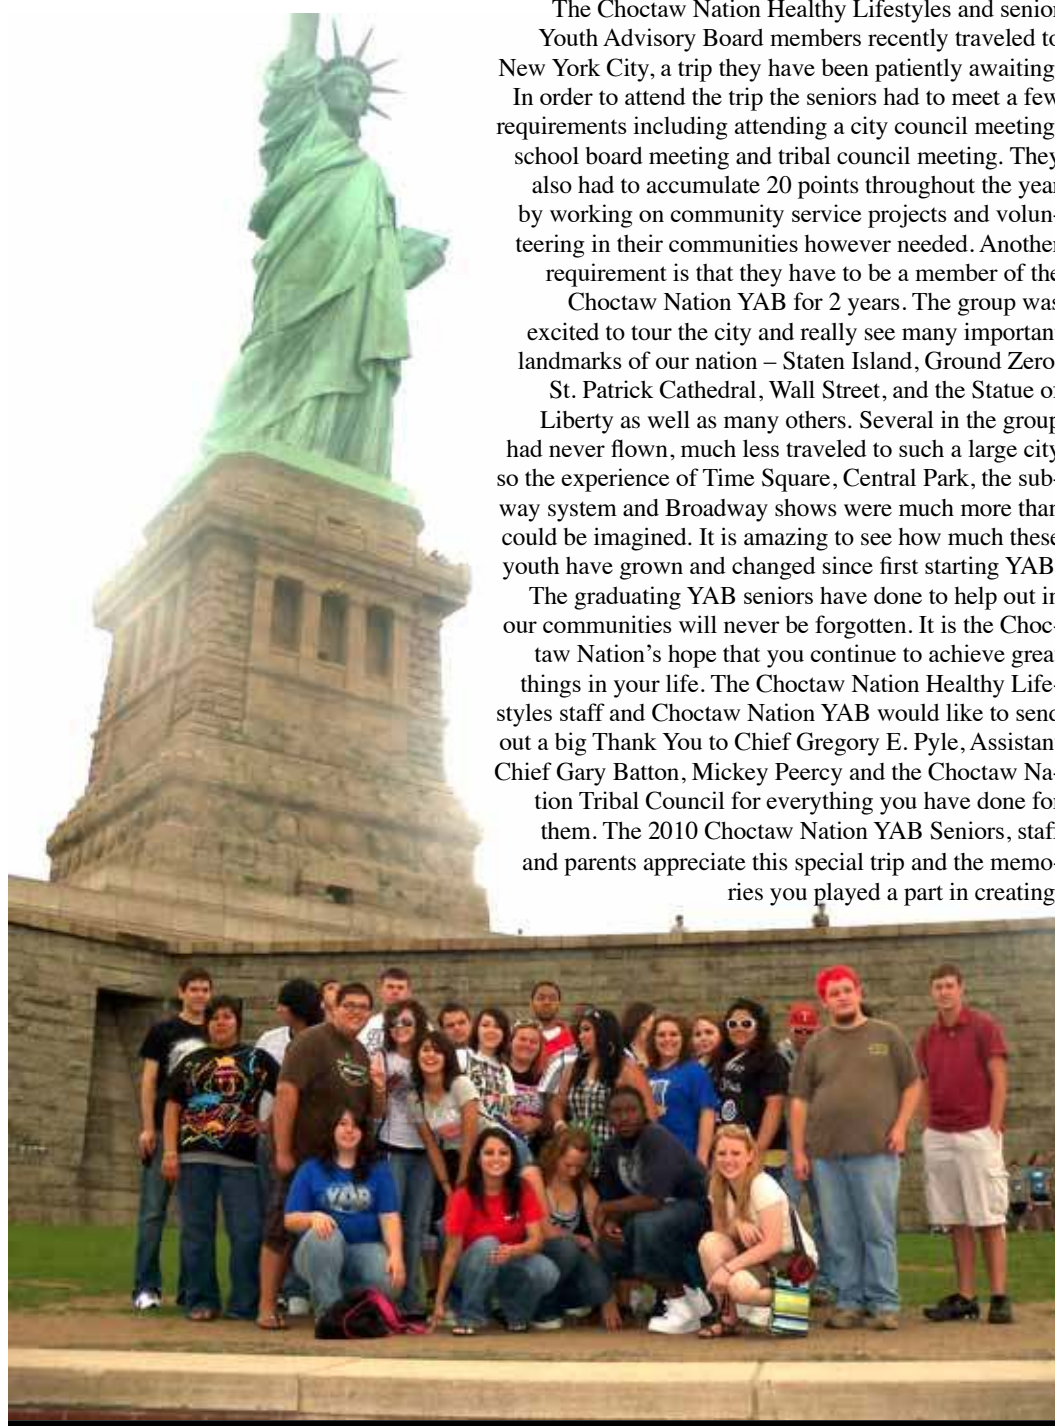 The Choctaw Nation Healthy Lifestyles and senior
Youth Advisory Board members recently traveled to
New York City, a trip they have been patiently awaiting
In order to attend the trip the seniors had to meet a few
requirements including attending a city council meeting
school board meeting and tribal council meeting. They
also had to accumulate 20 points throughout the year
by working on community service projects and volun-
teering in their communities however needed. Another
requirement is that they have to be a member of the
Choctaw Nation YAB for 2 years. The group was
excited to tour the city and really see many important
landmarks of our nation – Staten Island, Ground Zero
St. Patrick Cathedral, Wall Street, and the Statue of
Liberty as well as many others. Several in the group
had never flown, much less traveled to such a large city
so the experience of Time Square, Central Park, the sub-
way system and Broadway shows were much more than
could be imagined. It is amazing to see how much these
youth have grown and changed since first starting YAB
The graduating YAB seniors have done to help out in
our communities will never be forgotten. It is the Choc-
taw Nation’s hope that you continue to achieve great
things in your life. The Choctaw Nation Healthy Life-
styles staff and Choctaw Nation YAB would like to send
out a big Thank You to Chief Gregory E. Pyle, Assistant
Chief Gary Batton, Mickey Peercy and the Choctaw Na-
tion Tribal Council for everything you have done for
them. The 2010 Choctaw Nation YAB Seniors, staff
and parents appreciate this special trip and the memo-
ries you played a part in creating
YAB